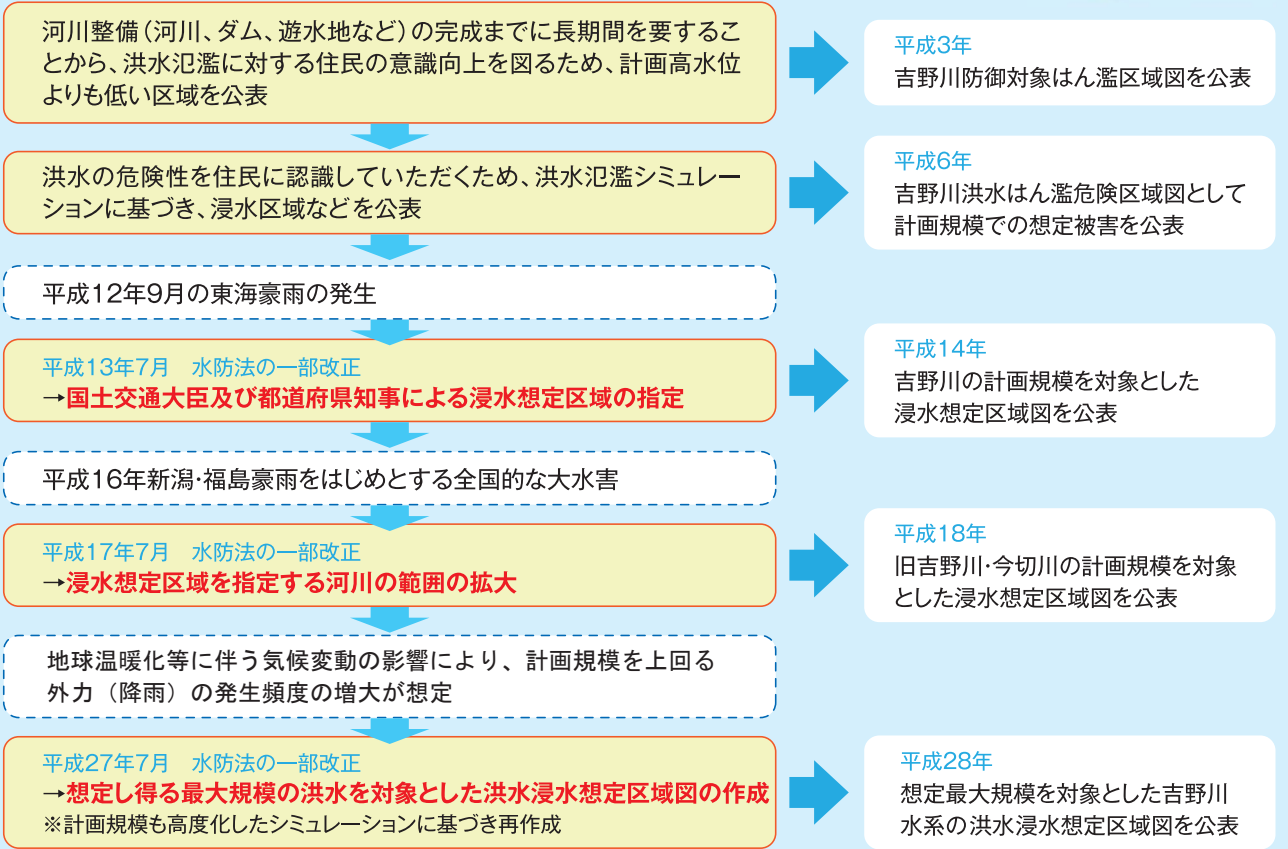 河川整備(河川、ダム、遊水地など)の完成までに長期間を要するこ
とから、洪水氾濫に対する住民の意識向上を図るため、計画高水位
よりも低い区域を公表
平成3年
吉野川防御対象はん濫区域図を公表
洪水の危険性を住民に認識していただくため、洪水氾濫シミュレー
ションに基づき、浸水区域などを公表
平成6年
吉野川洪水はん濫危険区域図として
計画規模での想定被害を公表
平成12年9月の東海豪雨の発生
平成13年7月 水防法の一部改正
→国土交通大臣及び都道府県知事による浸水想定区域の指定
平成14年
吉野川の計画規模を対象とした
浸水想定区域図を公表
平成16年新潟・福島豪雨をはじめとする全国的な大水害
平成17年7月 水防法の一部改正
→浸水想定区域を指定する河川の範囲の拡大
平成18年
旧吉野川・今切川の計画規模を対象
とした浸水想定区域図を公表
地球温暖化等に伴う気候変動の影響により、計画規模を上回る
外力(降雨)の発生頻度の増大が想定
平成27年7月 水防法の一部改正
→想定し得る最大規模の洪水を対象とした洪水浸水想定区域図の作成
※計画規模も高度化したシミュレーションに基づき再作成
平成28年
想定最大規模を対象とした吉野川
水系の洪水浸水想定区域図を公表